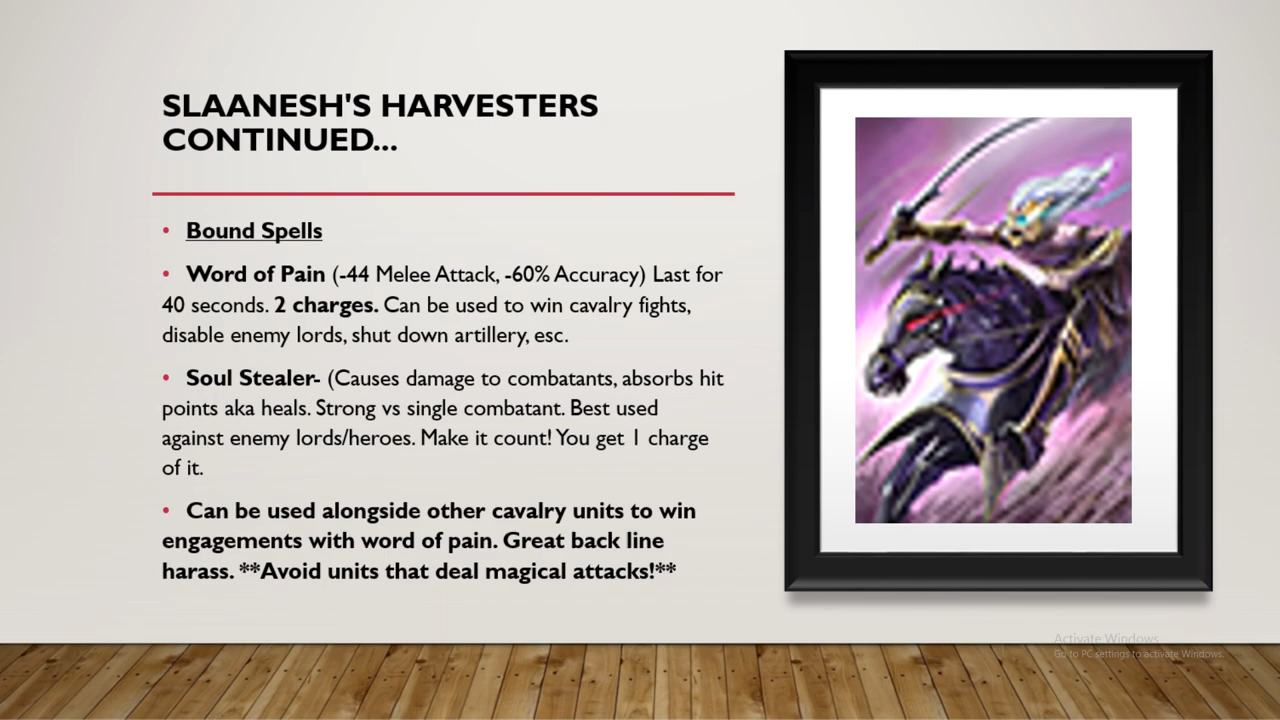 SLAANESH'S HARVESTERS
CONTINUED...
• Bound Spells
• Word of Pain (-44 Melee Attack, -60% Accuracy) Last for
40 seconds. 2 charges. Can be used to win cavalry fights,
disable enemy lords, shut down artillery, esc.
• Soul Stealer- (Causes damage to combatants, absorbs hit
points aka heals. Strong vs single combatant. Best used
against enemy lords/heroes. Make it count! You get 1 charge
of it.
• Can be used alongside other cavalry units to win
engagements with word of pain. Great back line
harass. **Avoid units that deal magical attacks!**
Activate Windows
Go to PC settings to activate Windows.